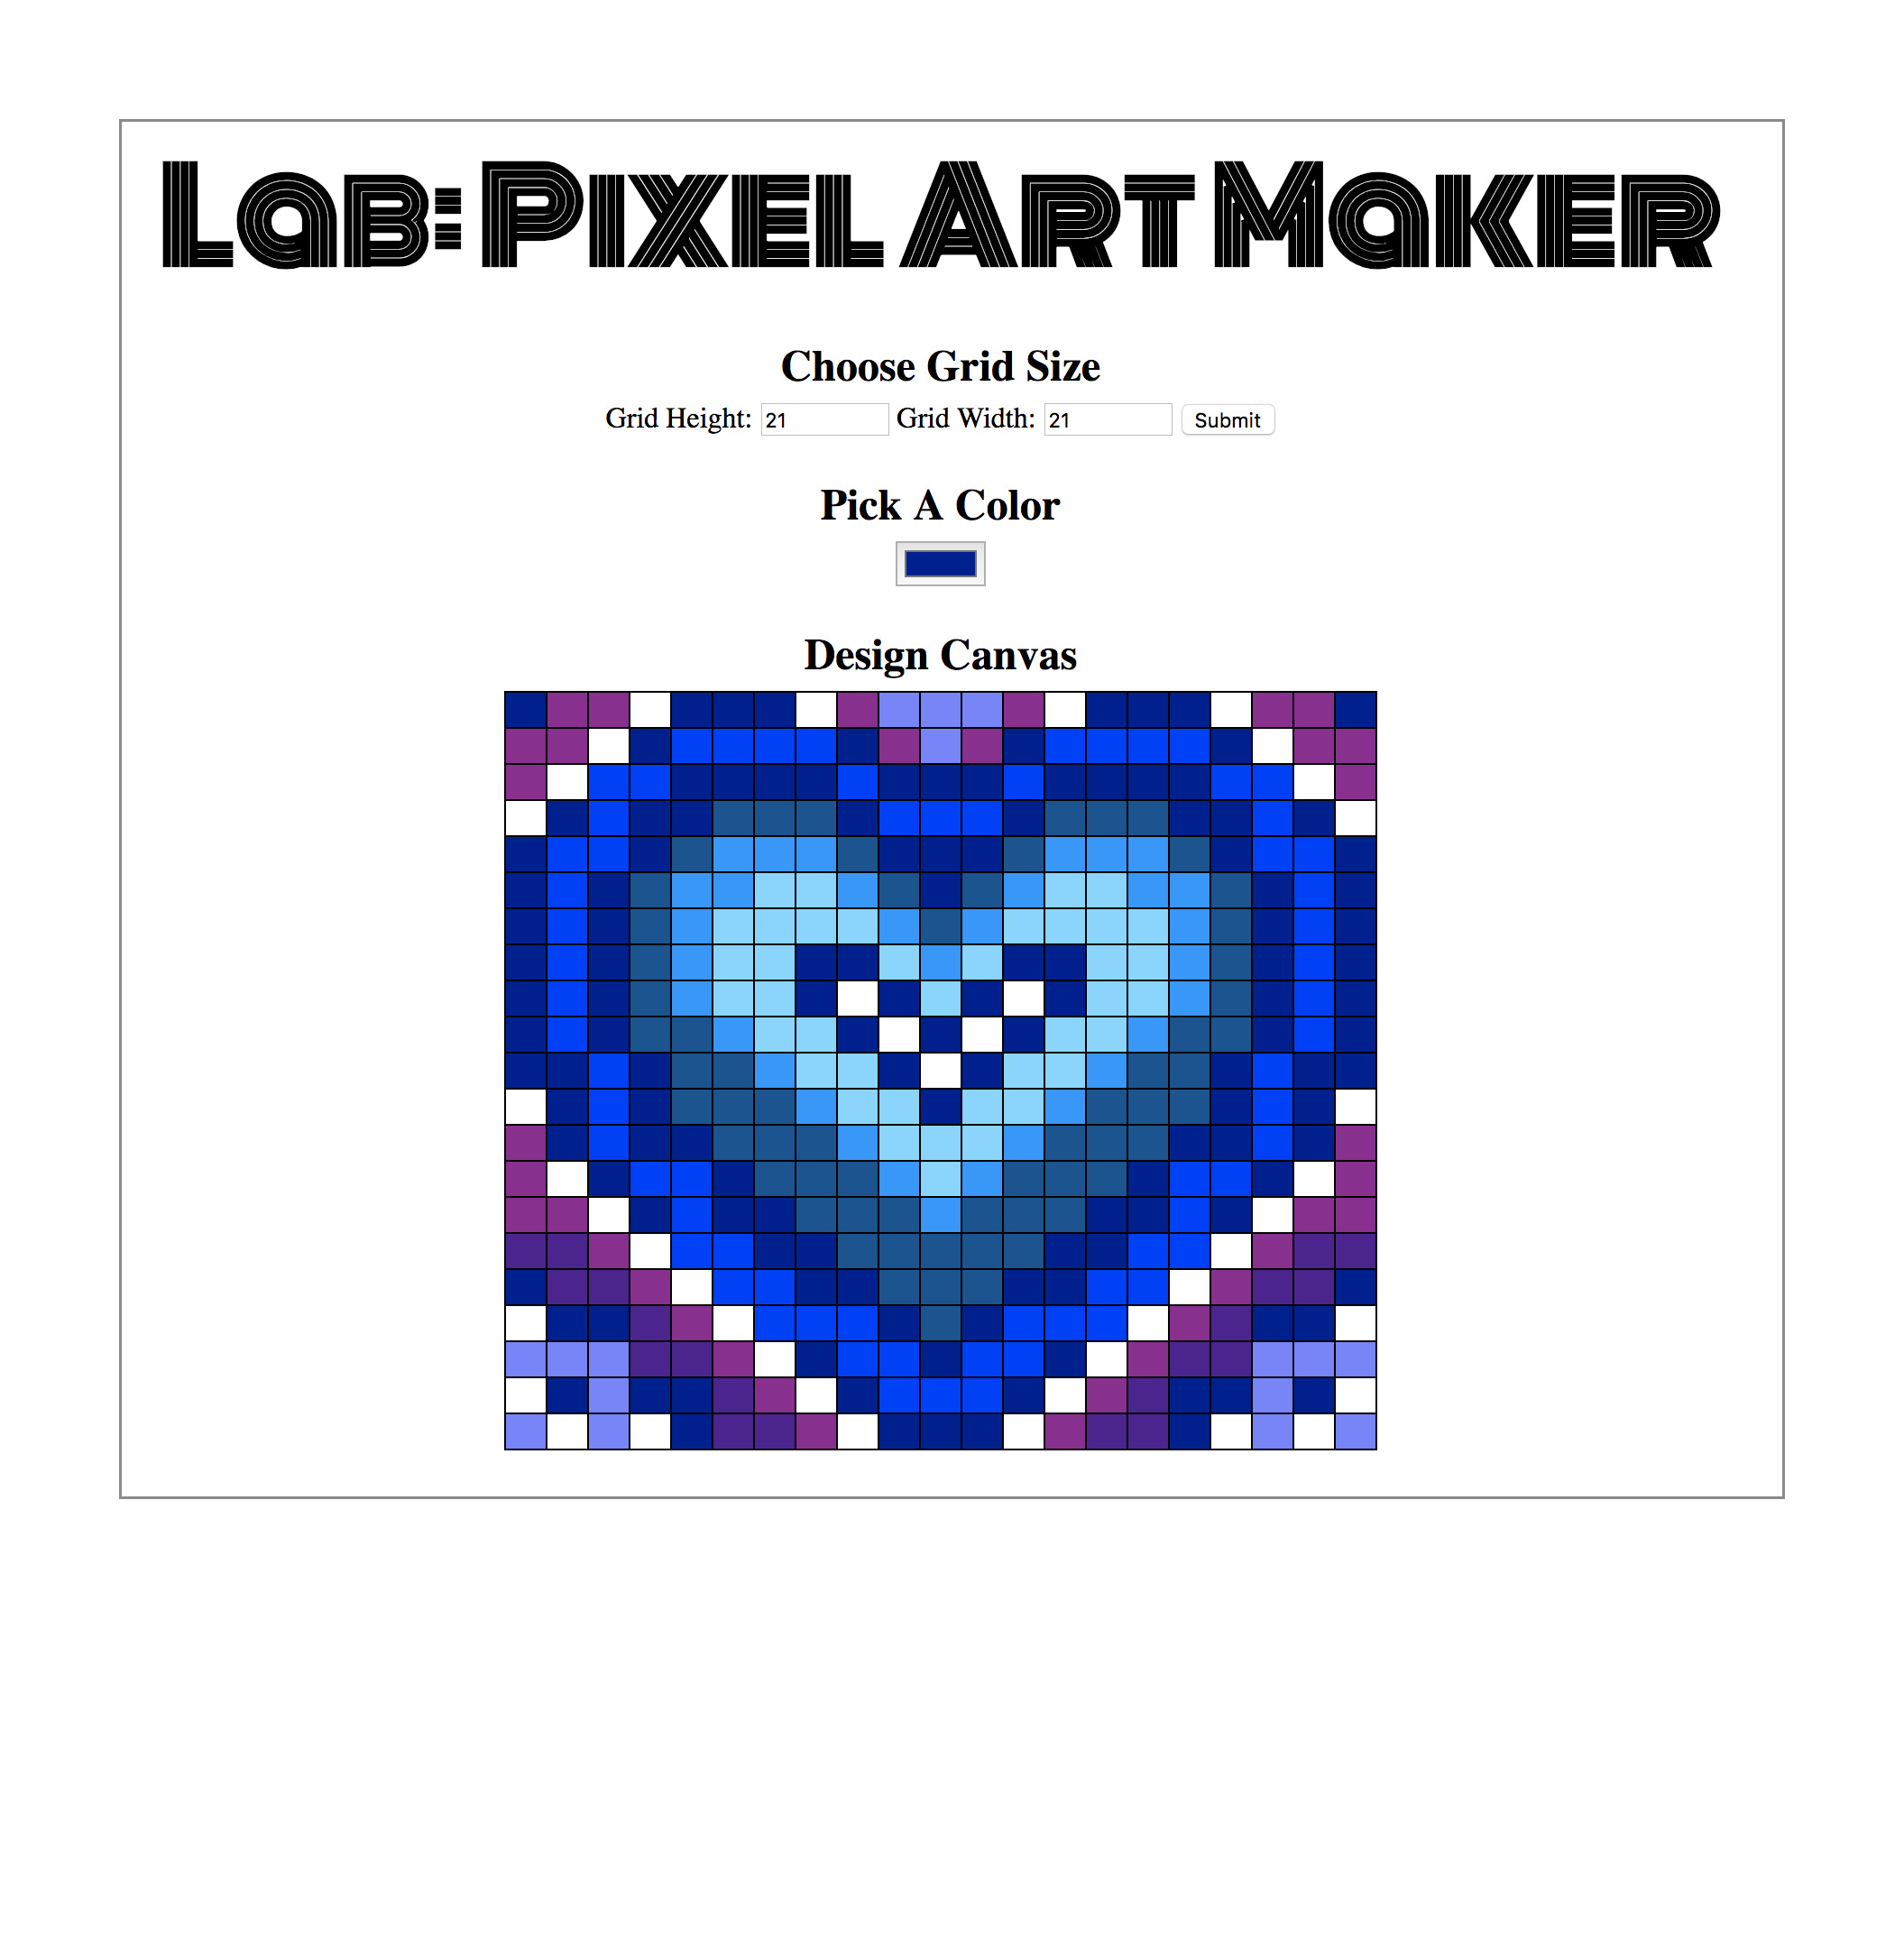 Lab: Pixel Art Maker
Choose Grid Size
Grid Height: 21 Grid Width: 21 Submit
Pick A Color
Design Canvas